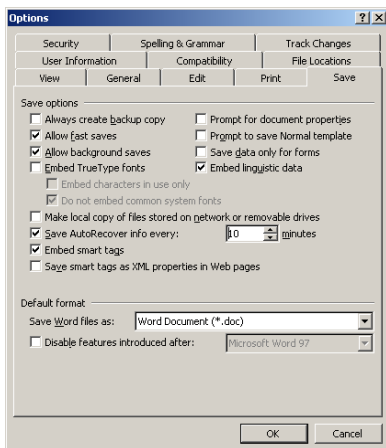 Options
Security Spelling & Grammar Track Changes
User Information Compatibility File Locations
View General Edit Print Save
Save options
Always create backup copy
Prompt for document properties
Allow fast saves
Prompt to save Normal template
Allow background saves
Save data only for forms
Embed TrueType fonts
Embed linguistic data
Embed characters in use only
Do not embed common system fonts
Make local copy of files stored on network or removable drives
Save AutoRecover info every: 10 minutes
Embed smart tags
Save smart tags as XML properties in Web pages
Default format
Save Word files as: Word Document (*.doc)
Disable features introduced after: Microsoft Word 97
OK Cancel